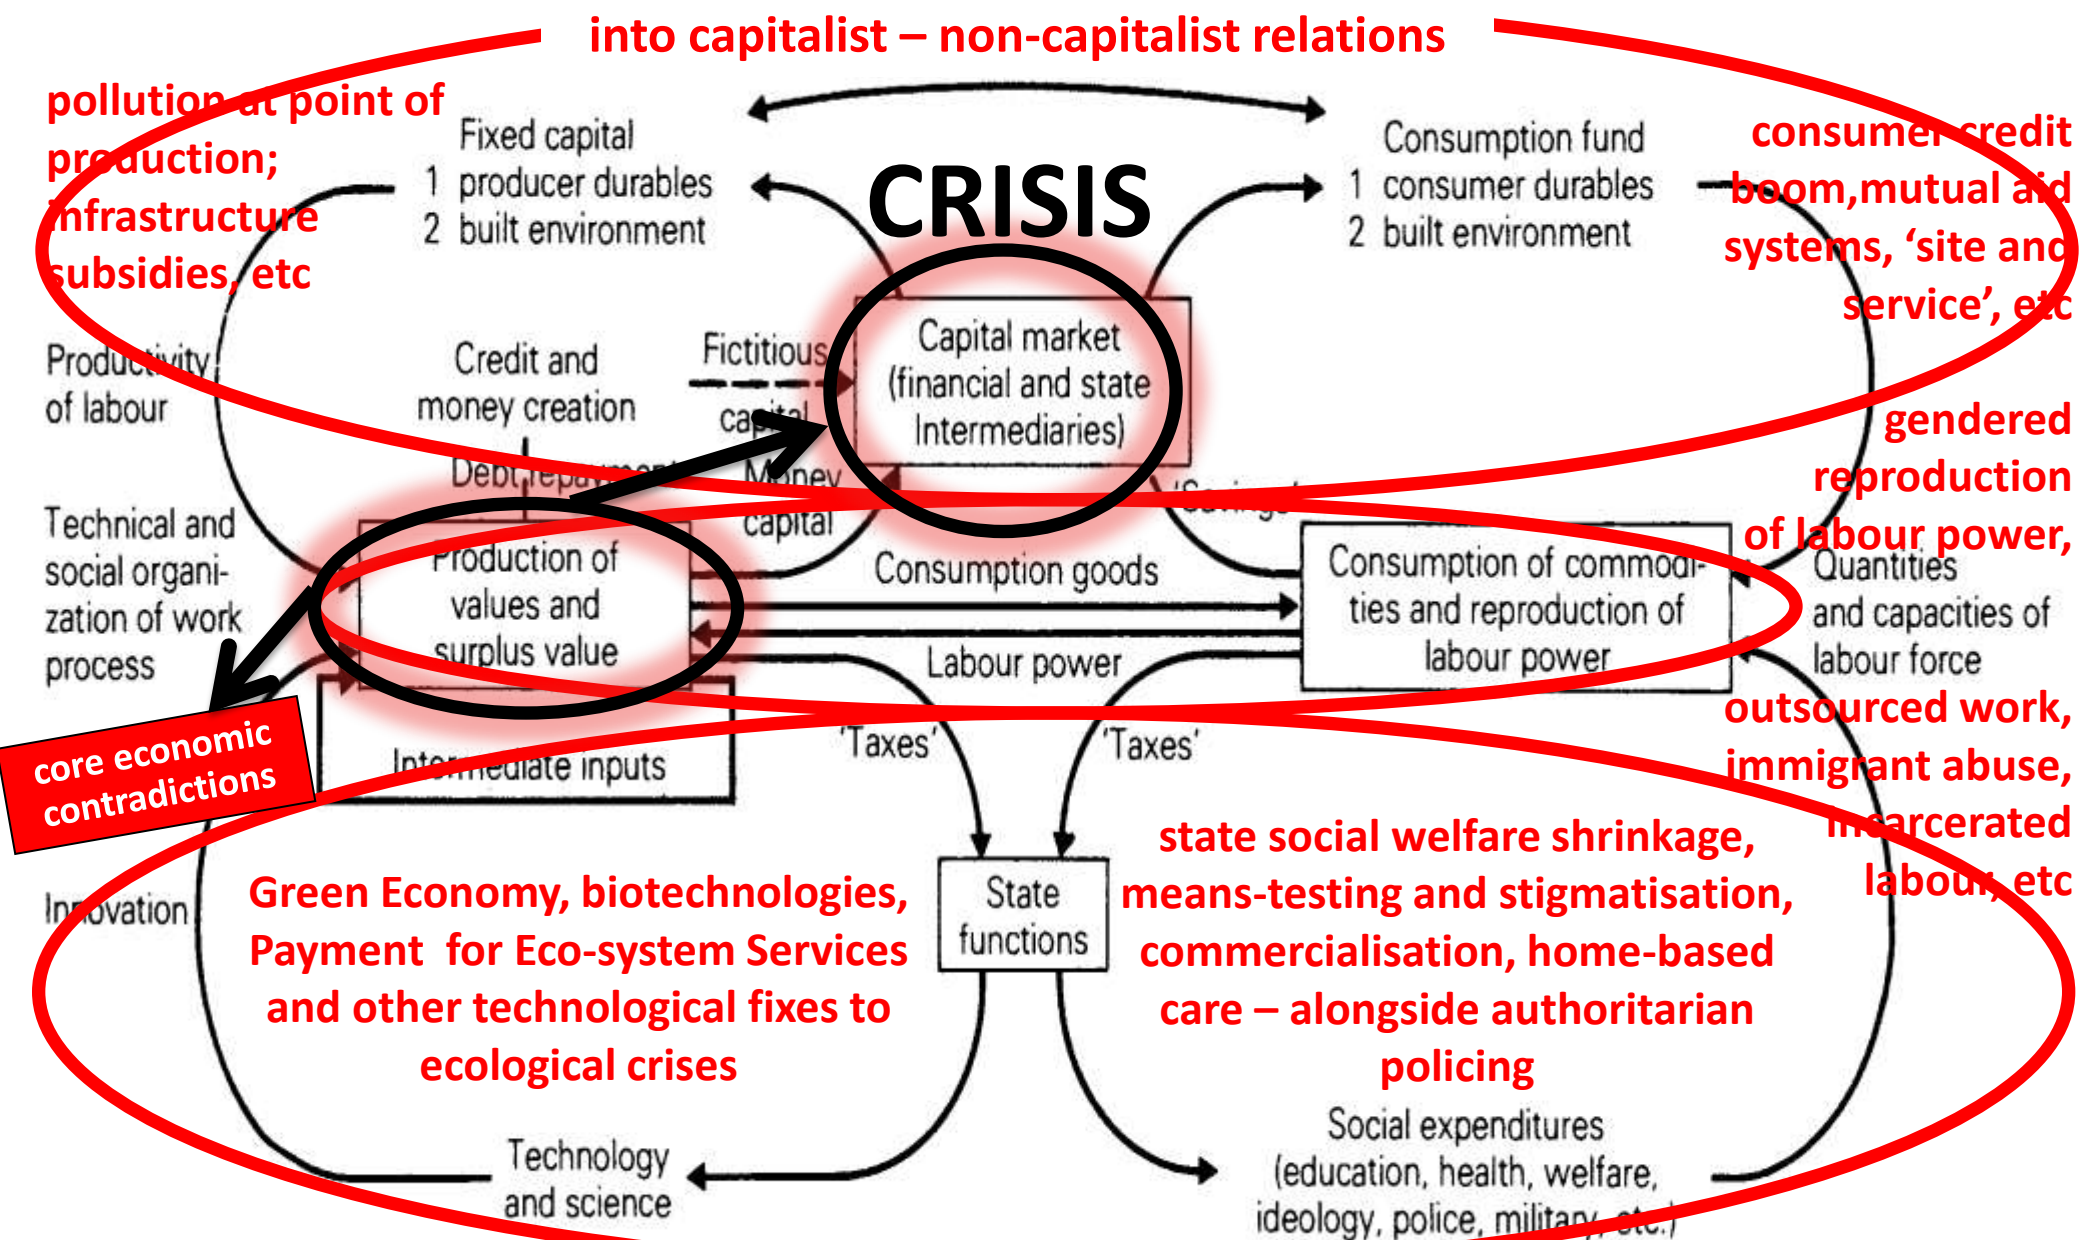 into capitalist – non-capitalist relations
pollution at point of
production;
infrastructure
subsidies, etc
Fixed capital
1 producer durables
2 built environment
CRISIS
Consumption fund
1 consumer durables
2 built environment
consumer credit
boom,mutual aid
systems, ‘site and
service’, etc
Productivity
of labour
Credit and
money creation
Debt repayment
Fictitious
capital
Money
capital
Capital market
(financial and state
Intermediaries)
'Savings'
gendered
reproduction
of labour power,
Technical and
social organi-
zation of work
process
Production of
values and
surplus value
Consumption goods
Labour power
Consumption of commodi-
ties and reproduction of
labour power
Quantities
and capacities of
labour force
outsourced work,
immigrant abuse,
incarcerated
labour, etc
core economic
contradictions
Intermediate inputs
'Taxes'
'Taxes'
Innovation
Green Economy, biotechnologies,
Payment for Eco-system Services
and other technological fixes to
ecological crises
State
functions
state social welfare shrinkage,
means-testing and stigmatisation,
commercialisation, home-based
care – alongside authoritarian
policing
Technology
and science
Social expenditures
(education, health, welfare,
ideology, police, military, etc.)